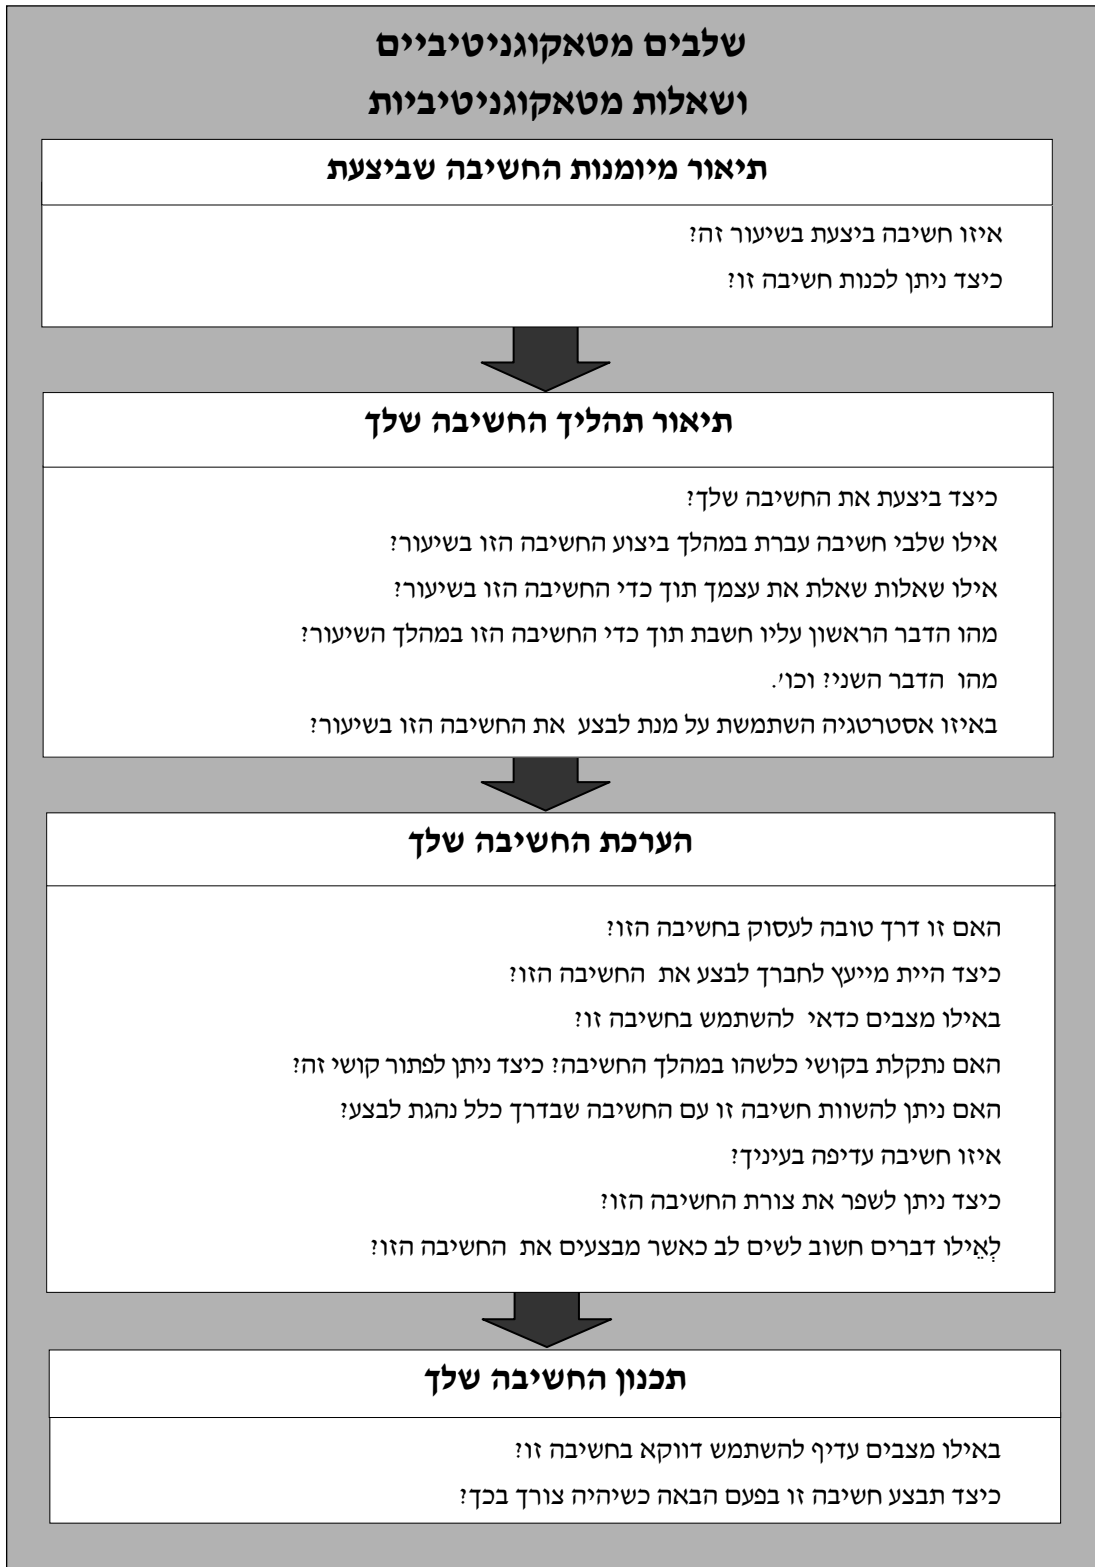 שלבים מטאקוגניטיביים
ושאלות מטאקוגניטיביות
תיאור מיומנות החשיבה שביצעת
איזו חשיבה ביצעת בשיעור זה?
כיצד ניתן לכנות חשיבה זו?
תיאור תהליך החשיבה שלך
כיצד ביצעת את החשיבה שלך?
אילו שלבי חשיבה עברת במהלך ביצוע החשיבה הזו בשיעור?
אילו שאלות שאלת את עצמך תוך כדי החשיבה הזו בשיעור?
מהו הדבר הראשון עליו חשבת תוך כדי החשיבה הזו במהלך השיעור?
מהו הדבר השני? וכו'.
באיזו אסטרטגיה השתמשת על מנת לבצע את החשיבה הזו בשיעור?
הערכת החשיבה שלך
האם זו דרך טובה לעסוק בחשיבה הזו?
כיצד היית מייעץ לחברך לבצע את החשיבה הזו?
באילו מצבים כדאי להשתמש בחשיבה זו?
האם נתקלת בקושי כלשהו במהלך החשיבה? כיצד ניתן לפתור קושי זה?
האם ניתן להשוות חשיבה זו עם החשיבה שבדרך כלל נהגת לבצע?
איזו חשיבה עדיפה בעיניך?
כיצד ניתן לשפר את צורת החשיבה הזו?
לְאֵילו דברים חשוב לשים לב כאשר מבצעים את החשיבה הזו?
תכנון החשיבה שלך
באילו מצבים עדיף להשתמש דווקא בחשיבה זו?
כיצד תבצע חשיבה זו בפעם הבאה כשיהיה צורך בכך?